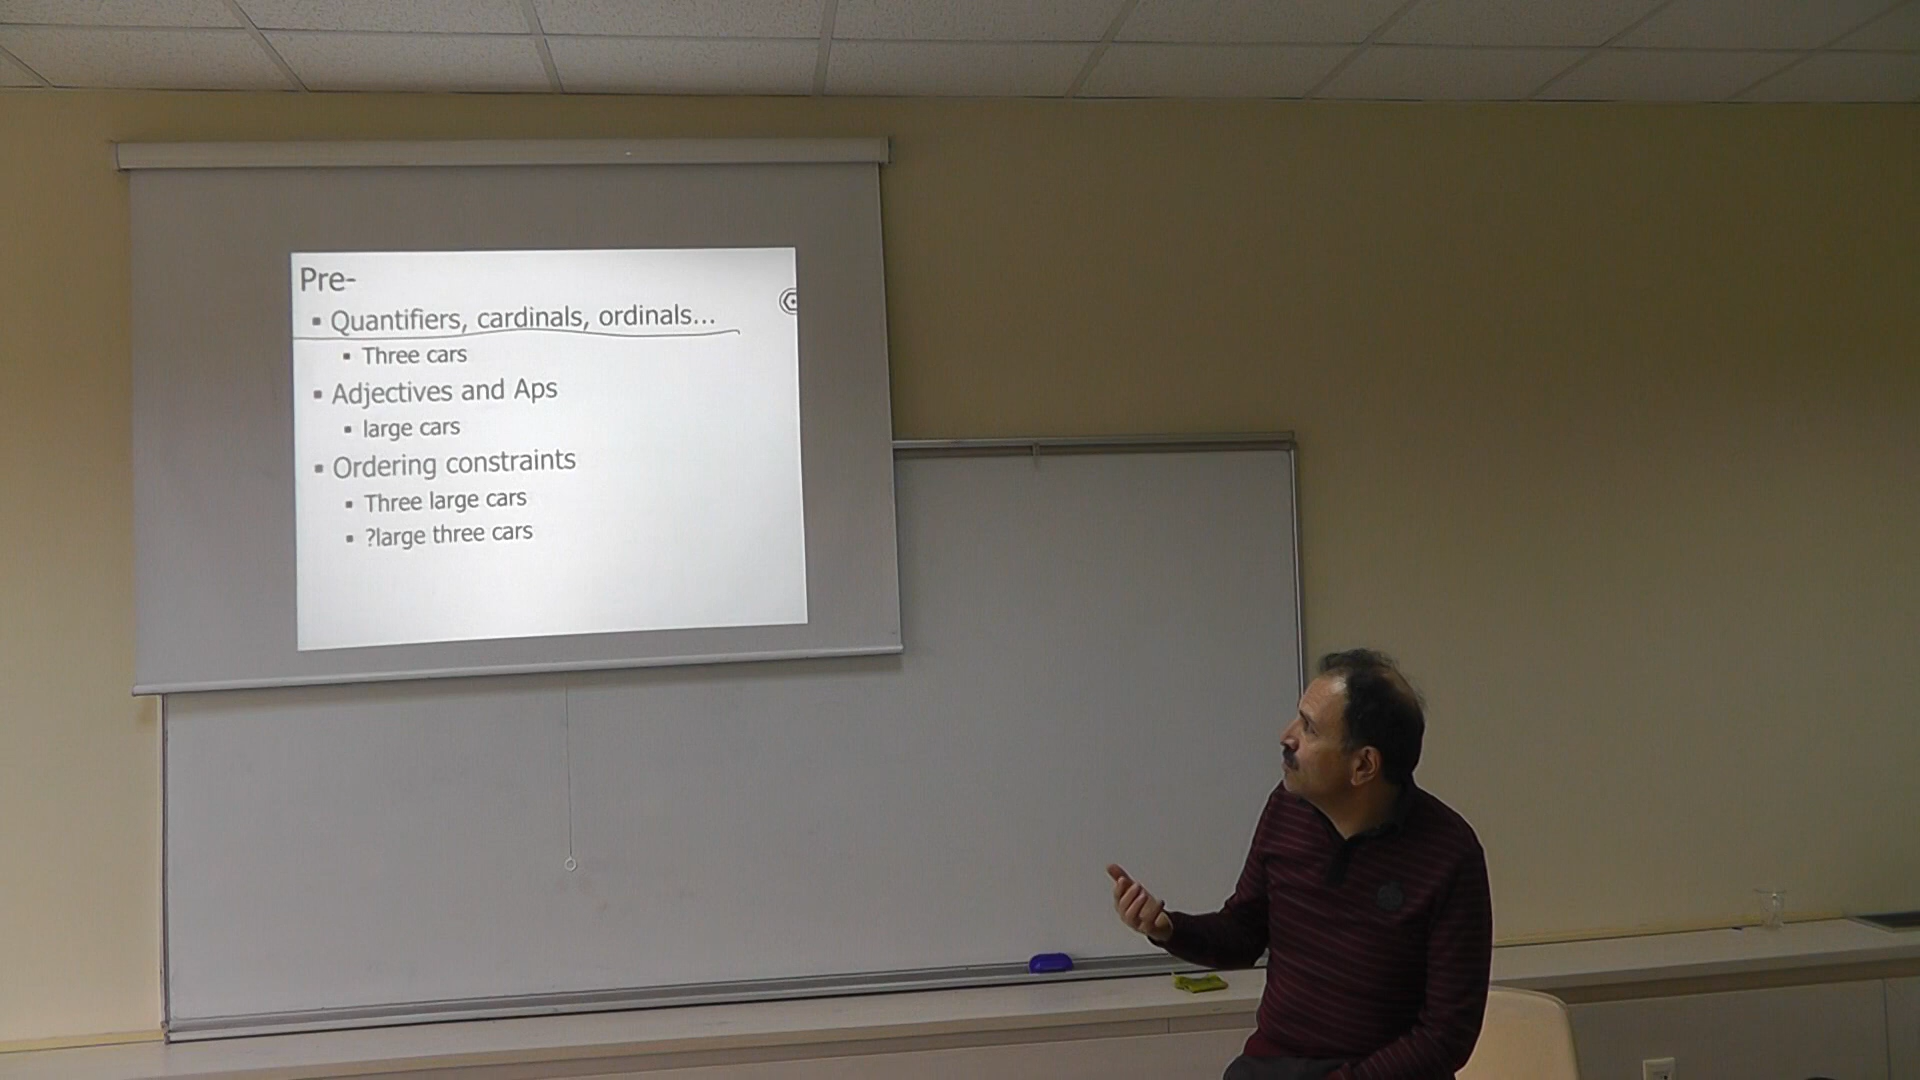 Pre-
▪ Quantifiers, cardinals, ordinals...
▪ Three cars
▪ Adjectives and Aps
▪ large cars
▪ Ordering constraints
▪ Three large cars
▪ ?large three cars